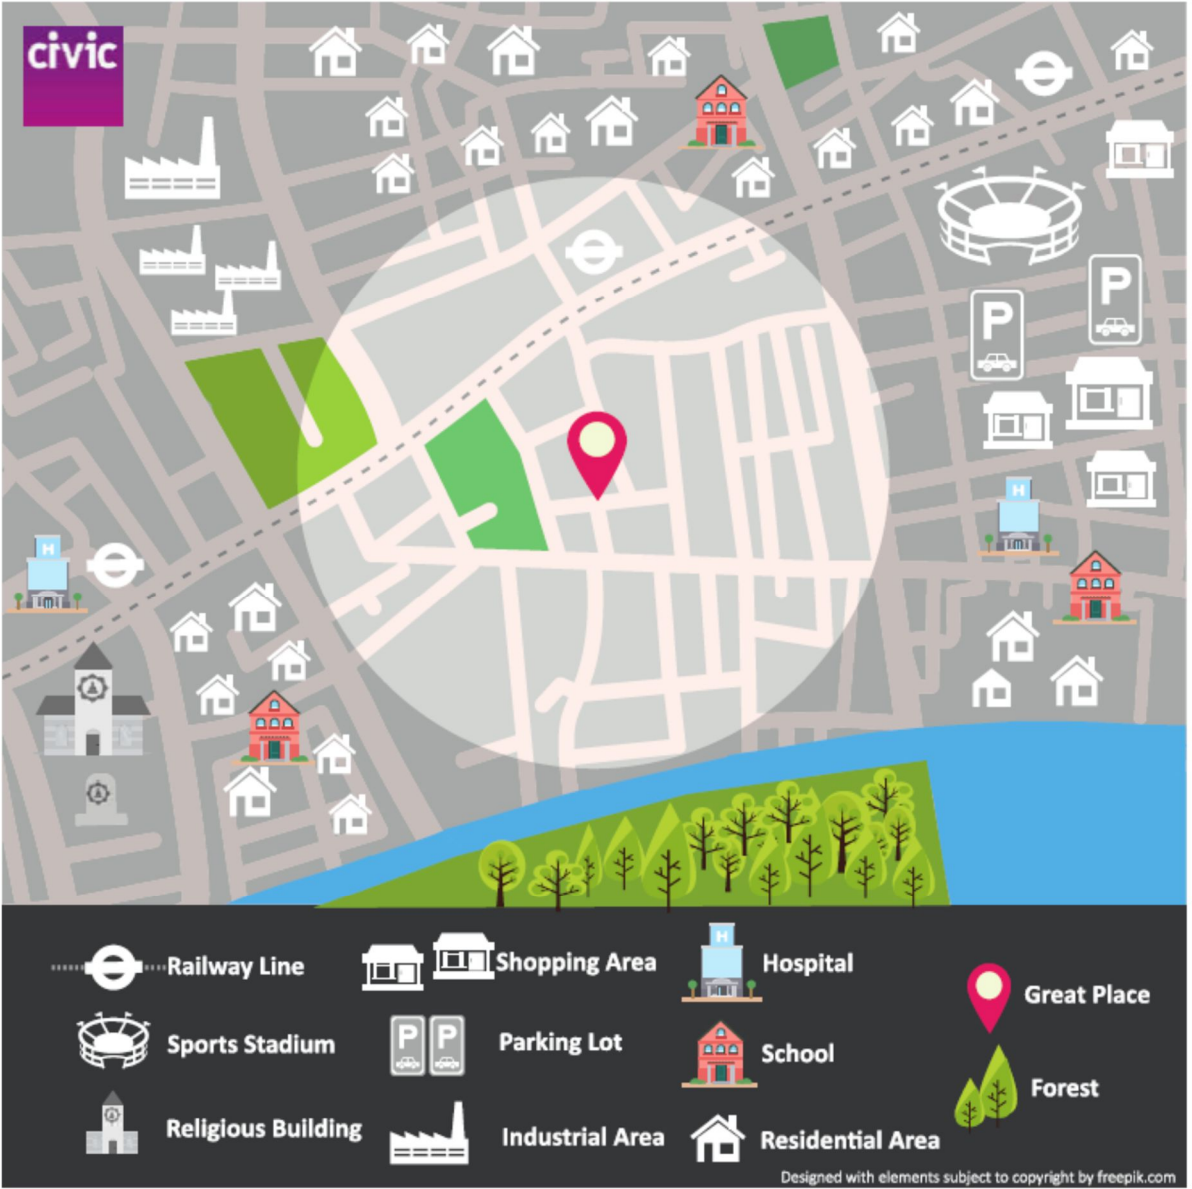 civic
P
P
H
H
Railway Line
Shopping Area
H
Hospital
Great Place
Sports Stadium
P P
Parking Lot
School
Forest
Religious Building
Industrial Area
Residential Area
Designed with elements subject to copyright by freepik.com